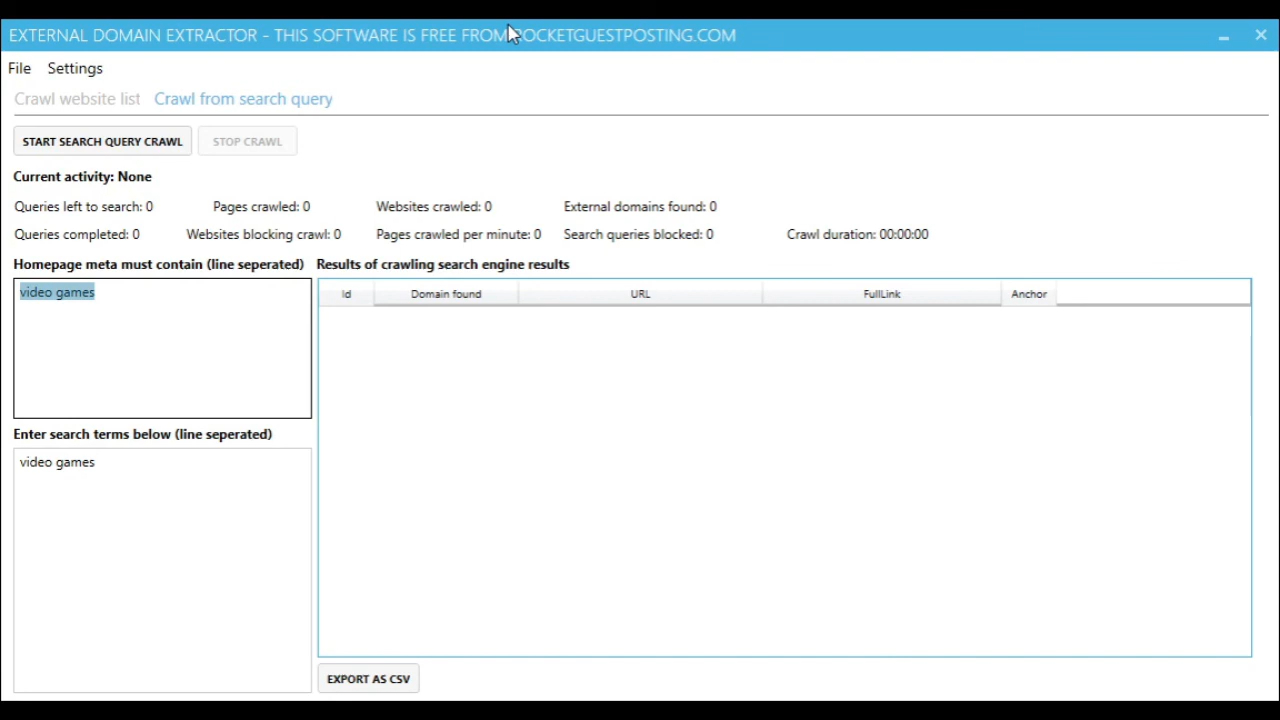 EXTERNAL DOMAIN EXTRACTOR - THIS SOFTWARE IS FREE FROM ROCKETGUESTPOSTING.COM
File Settings
Crawl website list Crawl from search query
START SEARCH QUERY CRAWL STOP CRAWL
Current activity: None
Queries left to search: 0 Pages crawled: 0 Websites crawled: 0 External domains found: 0
Queries completed: 0 Websites blocking crawl: 0 Pages crawled per minute: 0 Search queries blocked: 0 Crawl duration: 00:00:00
Homepage meta must contain (line seperated) Results of crawling search engine results
video games
Id Domain found URL FullLink Anchor
Enter search terms below (line seperated)
video games
EXPORT AS CSV